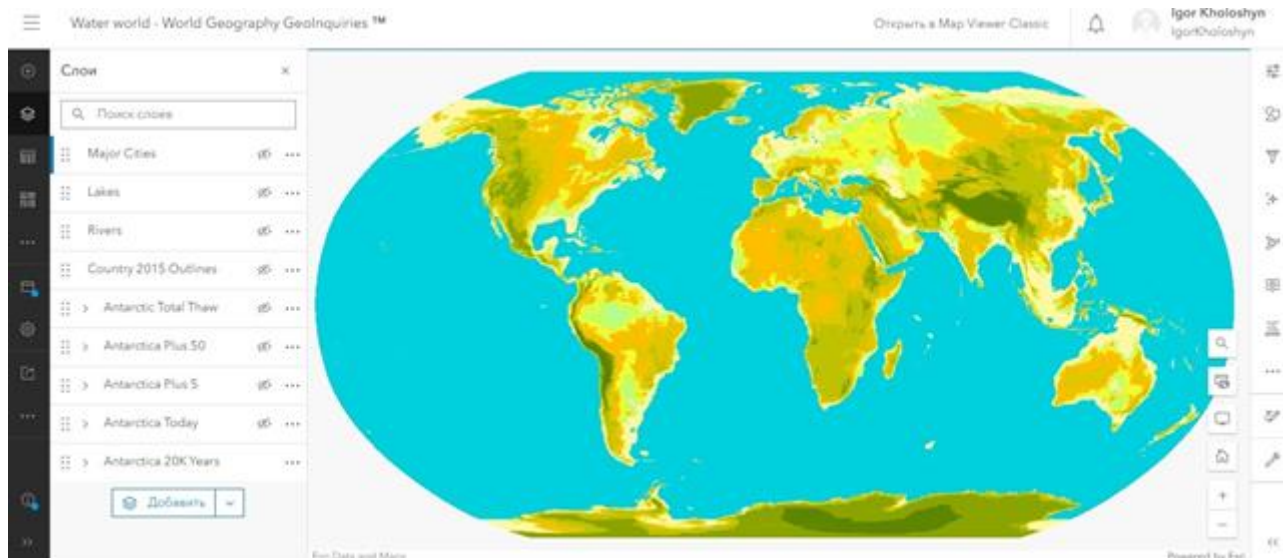 Water world - World Geography GeoInquiries ™
Открыть в Map Viewer Classic
Igor Kholoshyn
IgorKholoshyn
Слои
Поиск слоев
Major Cities
Lakes
Rivers
Country 2015 Outlines
Antarctic Total Thaw
Antarctica Plus 50
Antarctica Plus 5
Antarctica Today
Antarctica 20K Years
Добавить
Esri Data and Maps
Powered by Esri